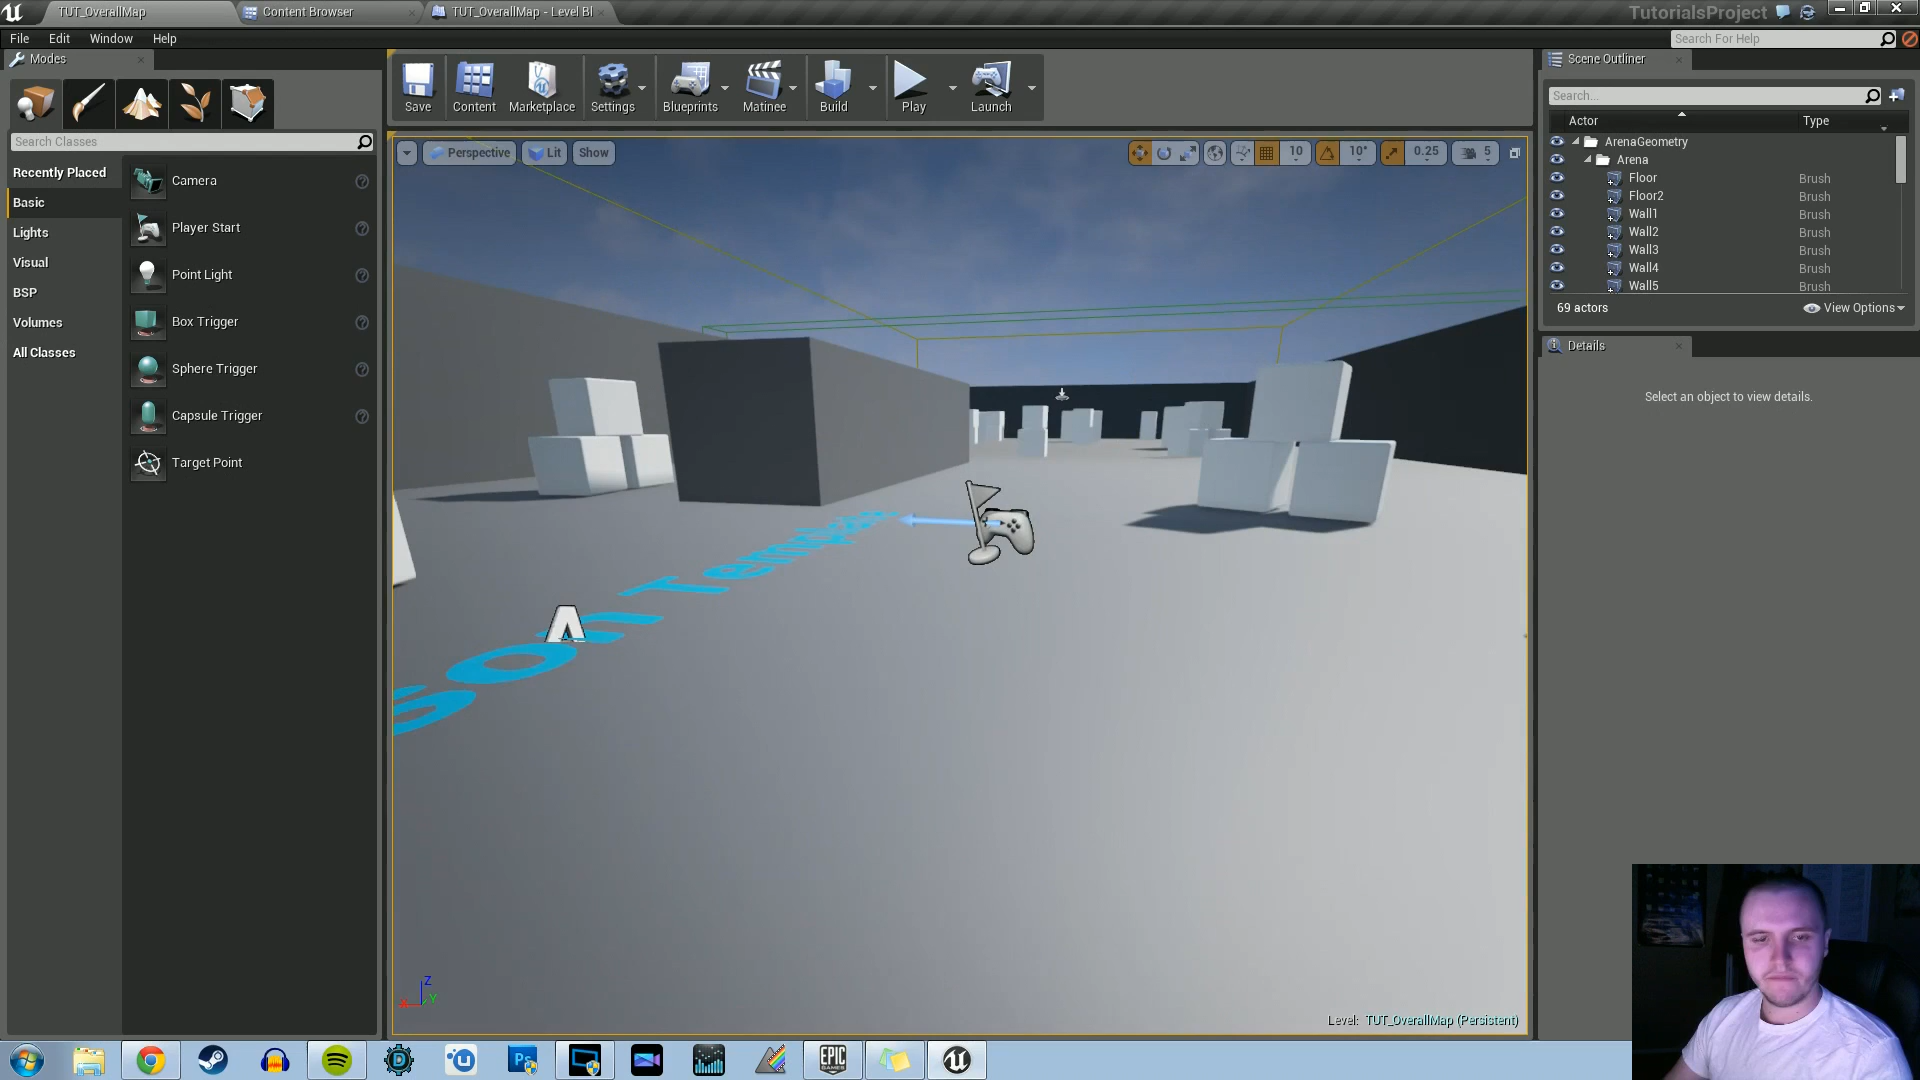 TUT_OverallMap
Content Browser
TUT_OverallMap - Level Bl
TutorialsProject
File Edit Window Help
Search For Help
Modes
Save
Content
Marketplace
Settings
Blueprints
Matinee
Build
Play
Launch
Search Classes
Recently Placed
Basic
Lights
Visual
BSP
Volumes
All Classes
Camera
Player Start
Point Light
Box Trigger
Sphere Trigger
Capsule Trigger
Target Point
Perspective
Lit
Show
10
10°
0.25
5
Z
X
Y
Level: TUT_OverallMap (Persistent)
Scene Outliner
Search...
Actor Type
ArenaGeometry
Arena
Floor Brush
Floor2 Brush
Wall1 Brush
Wall2 Brush
Wall3 Brush
Wall4 Brush
Wall5 Brush
69 actors
View Options
Details
Select an object to view details.
Ps
EPIC
GAMES